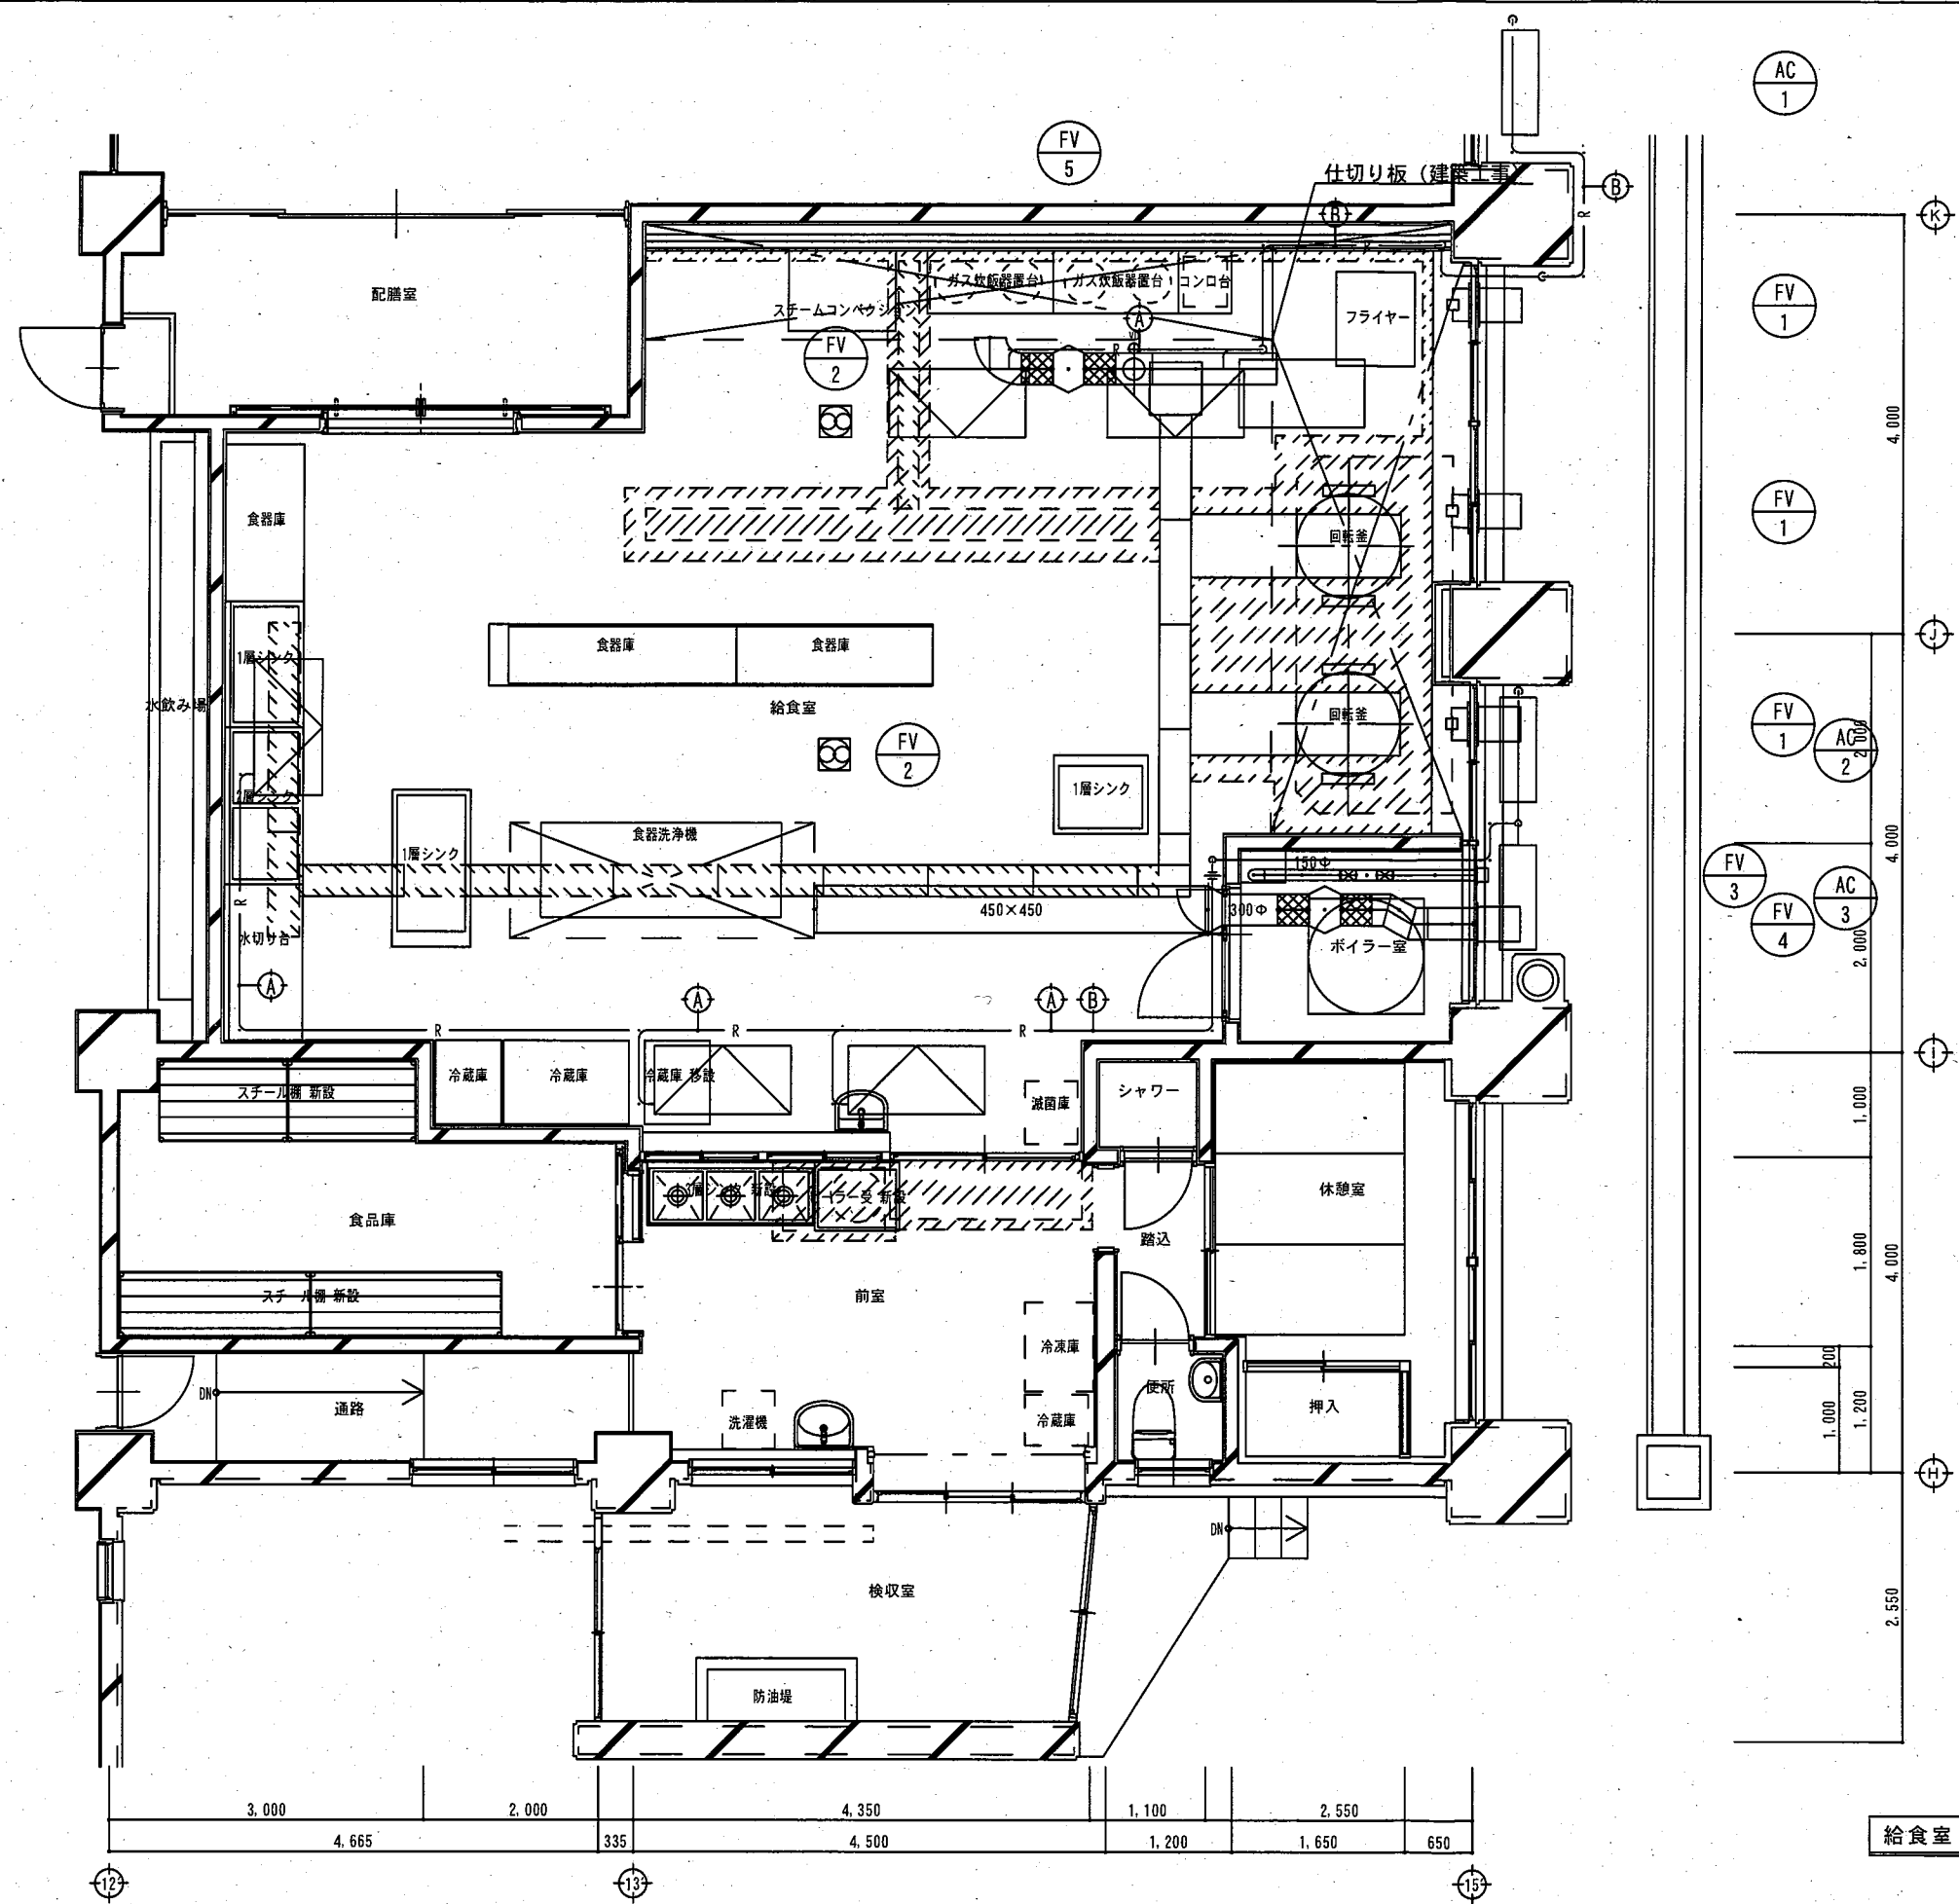 AC
1
FV
5
仕切り板（建築工事）
B
B
R
K
配膳室
ガス炊飯器置台
ガス炊飯器置台
コンロ台
スチームコンベクション
フライヤー
FV
1
A
R
FV
2
4,000
食器庫
FV
1
回転釜
J
食器庫
食器庫
1層シンク
水飲み場
給食室
回転釜
FV
2
FV
1
AC
2
2,000
1層シンク
2層シンク
食器洗浄機
1層シンク
150Φ
4,000
FV
3
AC
3
FV
4
R
450×450
300Φ
ボイラー室
水切り台
2,000
A
A
A
B
R
R
R
I
スチール棚 新設
冷蔵庫
冷蔵庫
冷蔵庫 移設
滅菌庫
シャワー
1,000
休憩室
食品庫
踏込
1,800
4,000
スチール棚 新設
前室
冷凍庫
200
便所
DN
通路
洗濯機
冷蔵庫
押入
1,000
1,200
H
DN
検収室
2,550
防油堤
3,000
2,000
4,350
1,100
2,550
4,665
335
4,500
1,200
1,650
650
給食室
12
13
15